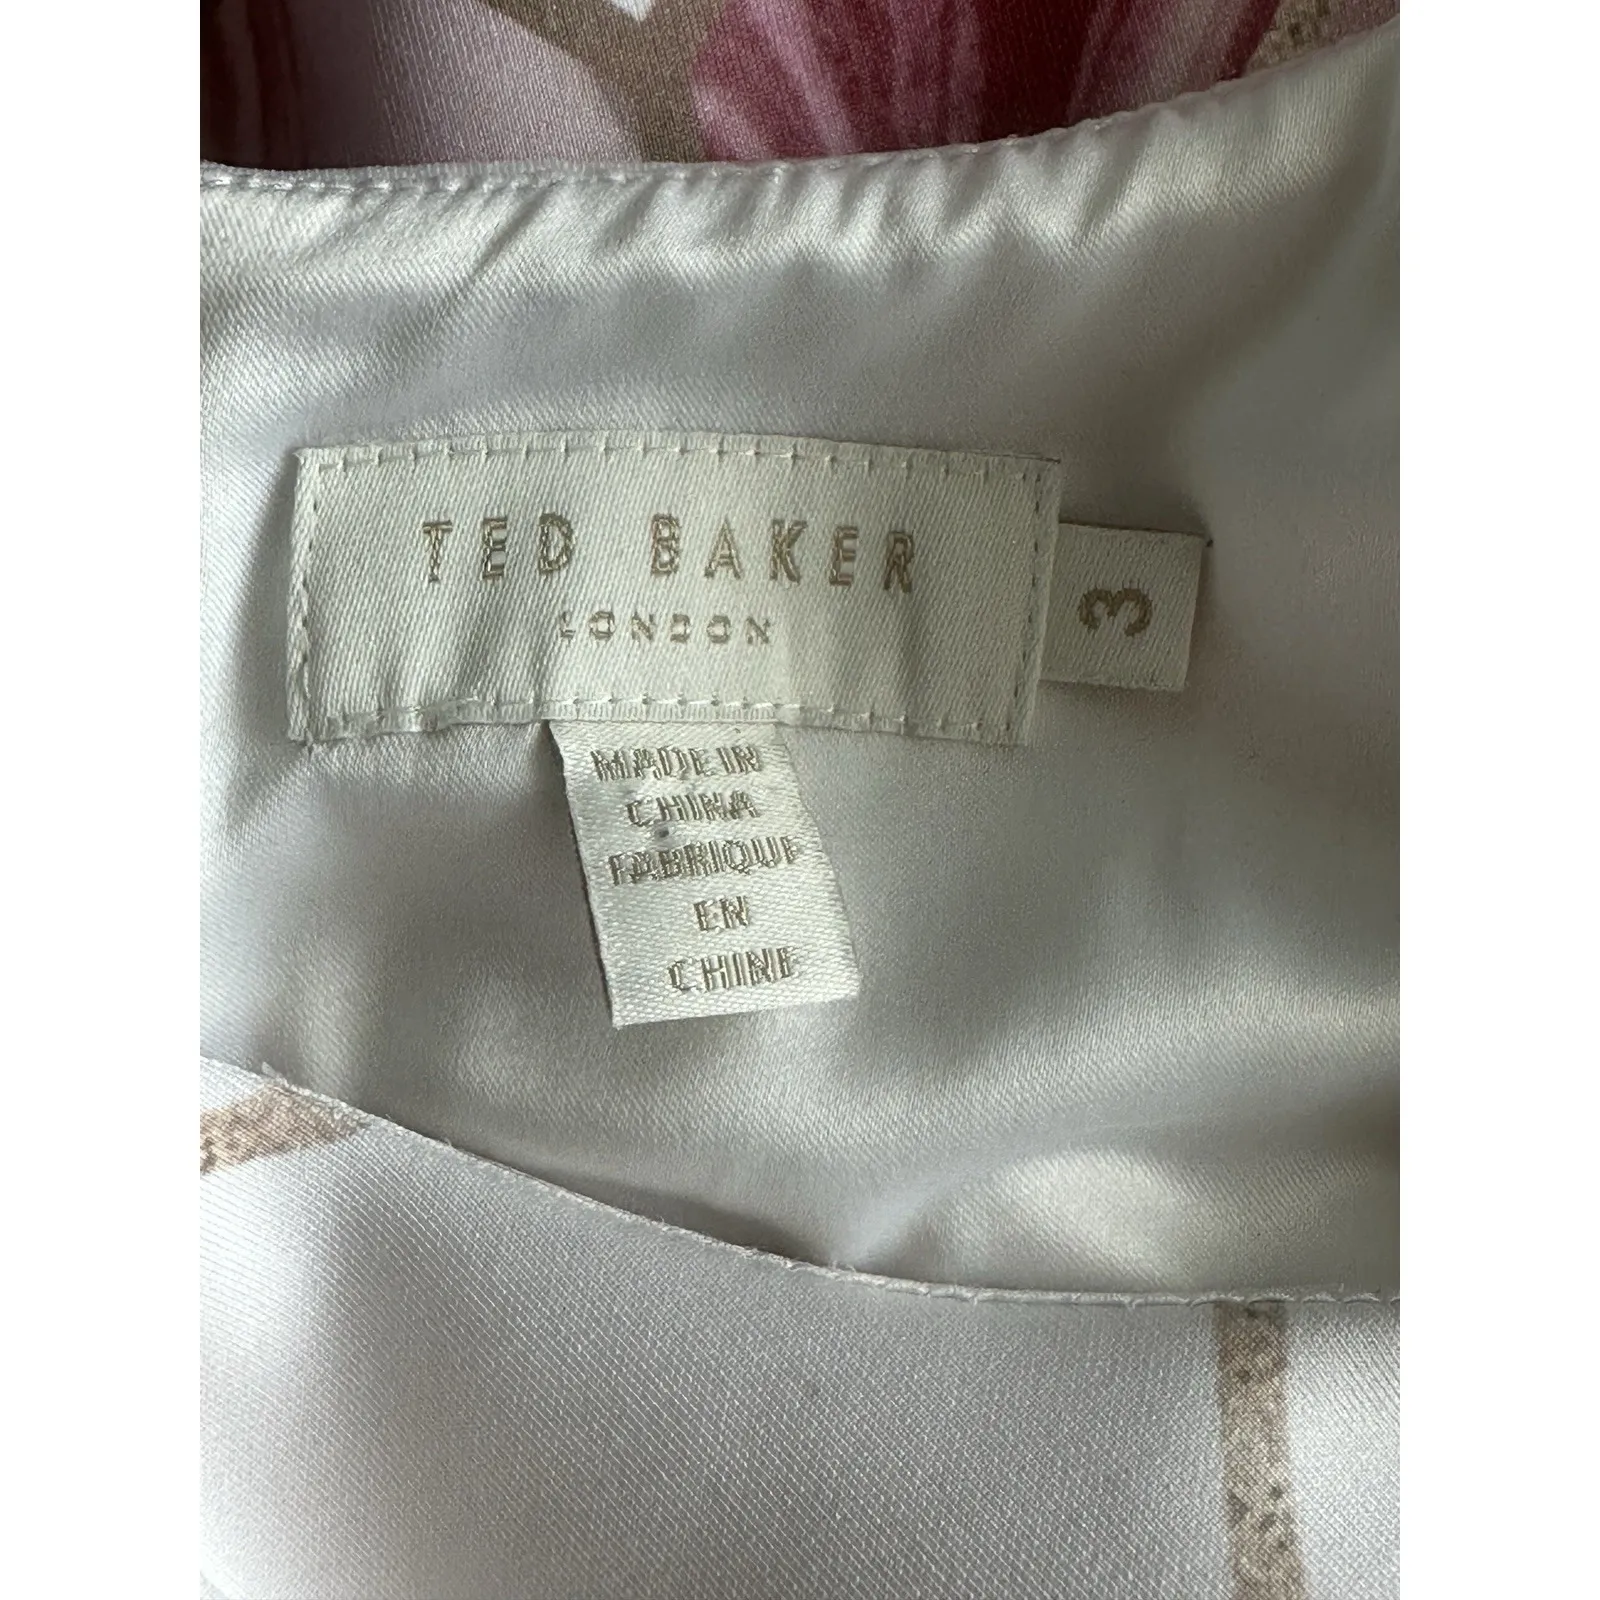 TED BAKER
LONDON
3
MADE IN
CHINA
FABRIQUE
EN
CHINE